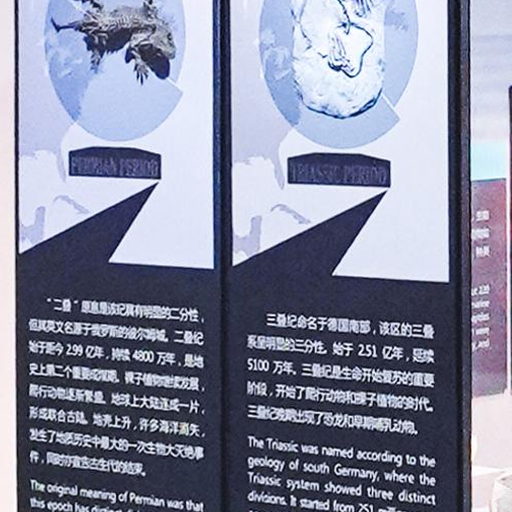 PERMIAN PERIOD
“二叠”原意是该纪具有明显的二分性，
但其英文名源于俄罗斯的彼尔姆城。二叠纪
始于距今 2.99 亿年，持续 4800 万年，是地
史上第二个重要成煤期。裸子植物继续发展，
爬行动物逐渐繁盛。地球上大陆连成一片，
形成联合古陆。地壳上升，许多海洋消失，
发生了地质历史中最大的一次生物大灭绝事
件，同时亦宣告古生代的结束。
The original meaning of Permian was that
this epoch has distinct
TRIASSIC PERIOD
三叠纪命名于德国南部，该区的三叠
系呈明显的三分性。始于 2.51 亿年，延续
5100 万年。三叠纪是生命开始复苏的重要
阶段，开始了爬行动物和裸子植物的时代。
三叠纪晚期出现了恐龙和早期哺乳动物。
The Triassic was named according to the
geology of south Germany, where the
Triassic system showed three distinct
divisions. It started from 251